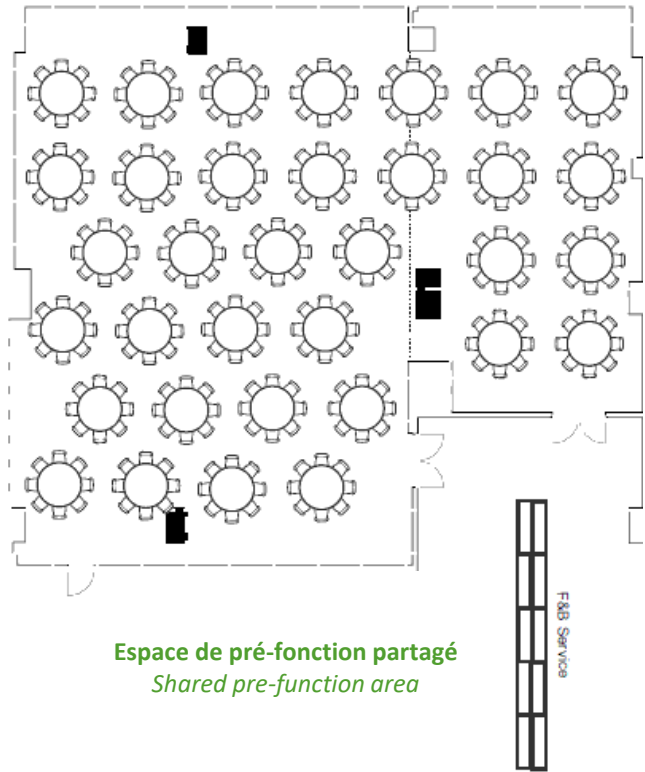 F&B Service
Espace de pré-fonction partagé
Shared pre-function area